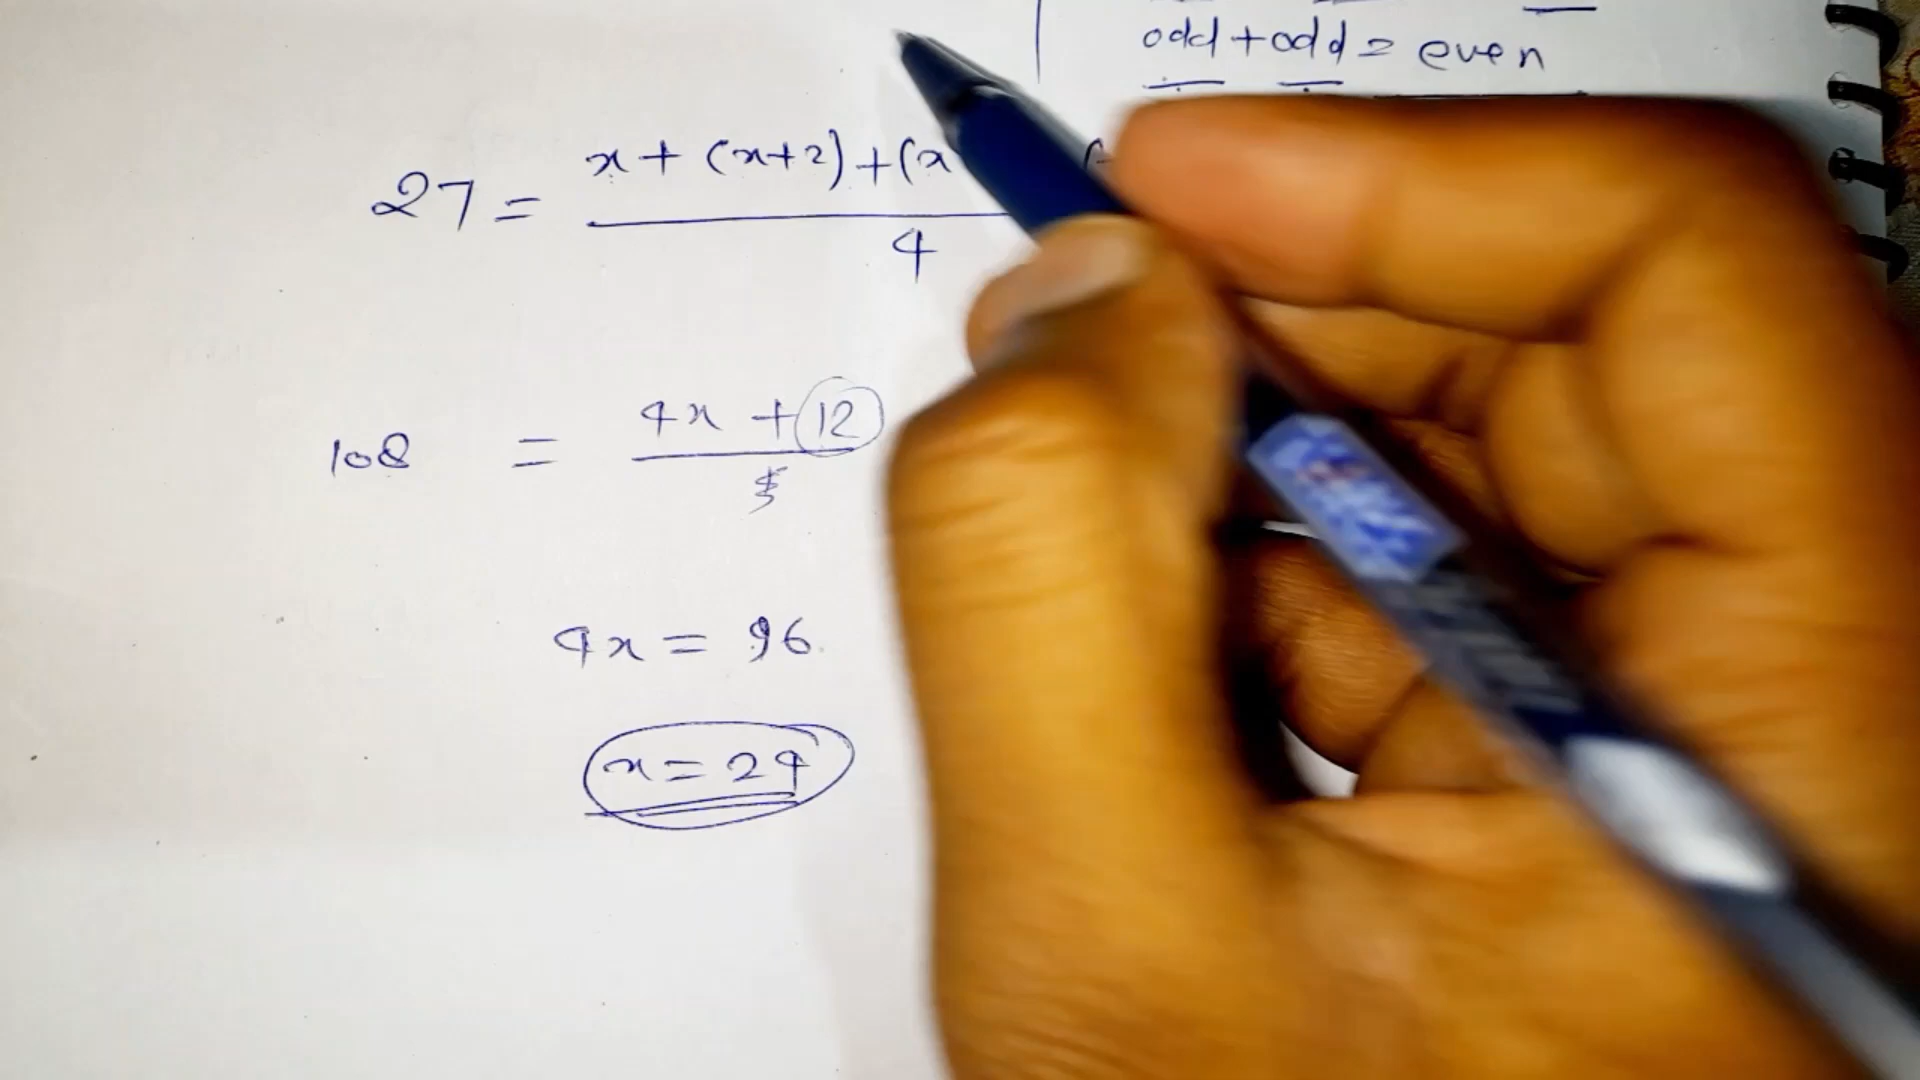 odd+odd = even
27 = x + (x+2) + (x
4
108 = 4x + 12
4x = 96
x = 24